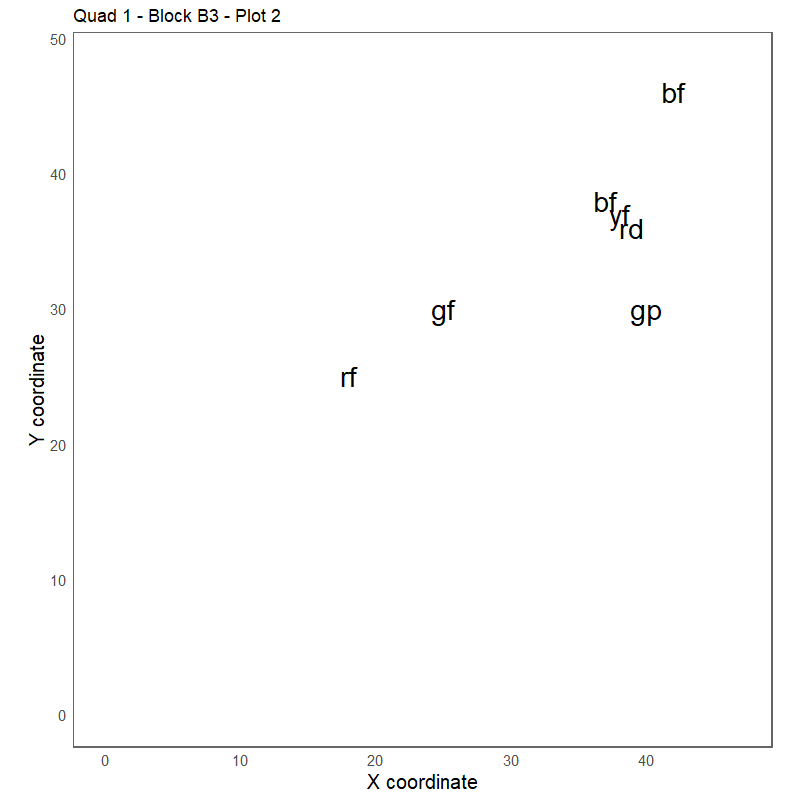 Quad 1 - Block B3 - Plot 2
50
bf
40
bf
yf
rd
30
gf
gp
rf
Y coordinate
20
10
0
0 10 20 30 40
X coordinate